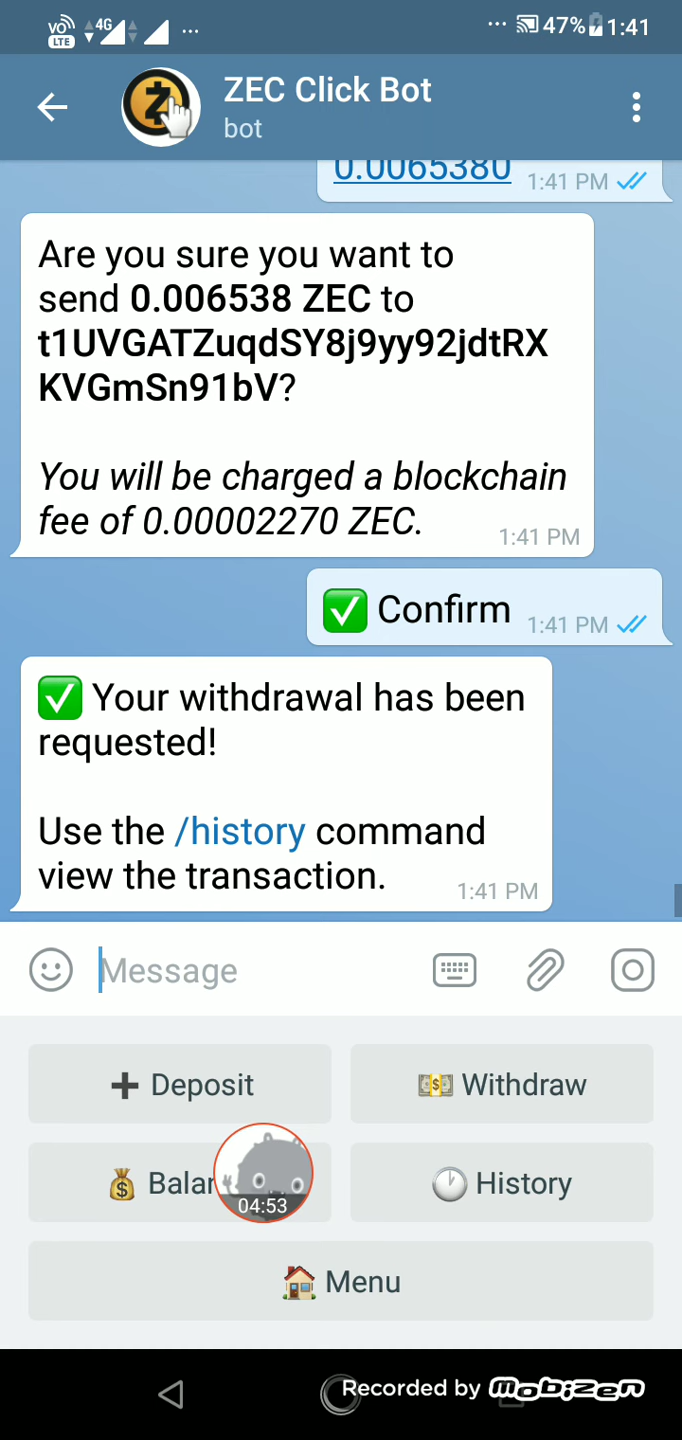 VO LTE 4G ... ... 47% 1:41
ZEC Click Bot
bot
0.0065380 1:41 PM
Are you sure you want to
send 0.006538 ZEC to
t1UVGATZuqdSY8j9yy92jdtRX
KVGmSn91bV?
You will be charged a blockchain
fee of 0.00002270 ZEC. 1:41 PM
✅ Confirm 1:41 PM
✅ Your withdrawal has been
requested!
Use the /history command
view the transaction. 1:41 PM
Message
➕ Deposit 💵 Withdraw
💰 Balan 🕐 History
04:53
🏠 Menu
Recorded by mobizen